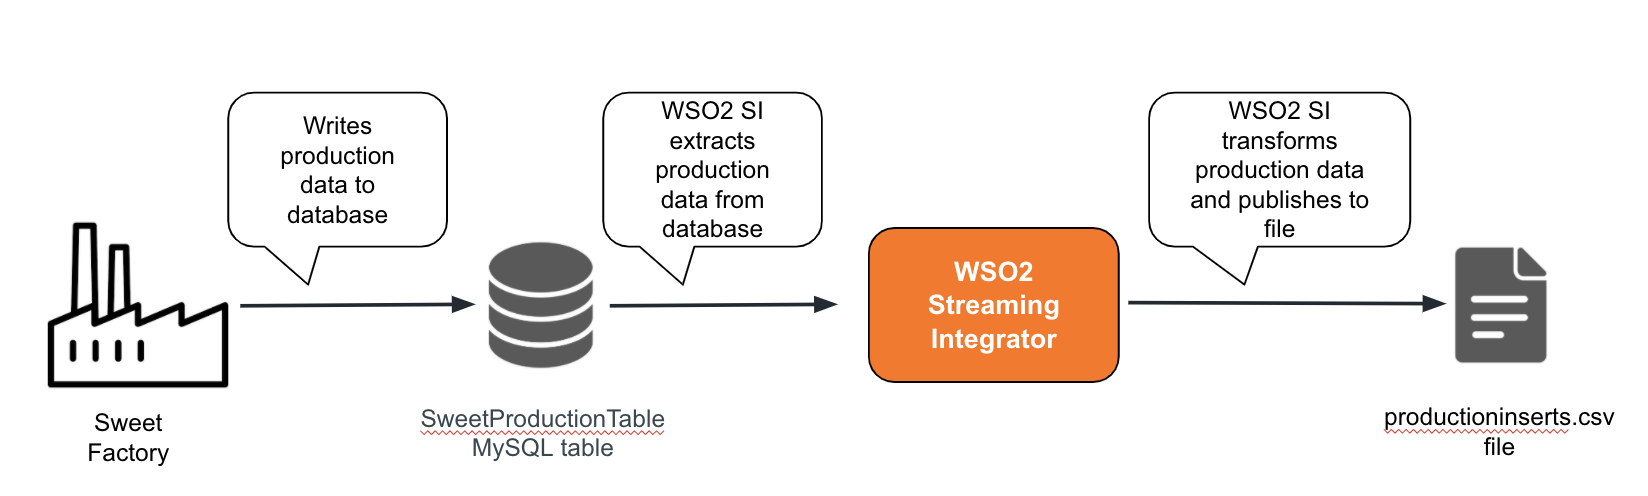 Writes
production
data to
database
WSO2 SI
extracts
production
data from
database
WSO2 SI
transforms
production data
and publishes to
file
WSO2
Streaming
Integrator
Sweet
Factory
SweetProductionTable
MySQL table
productioninserts.csv
file